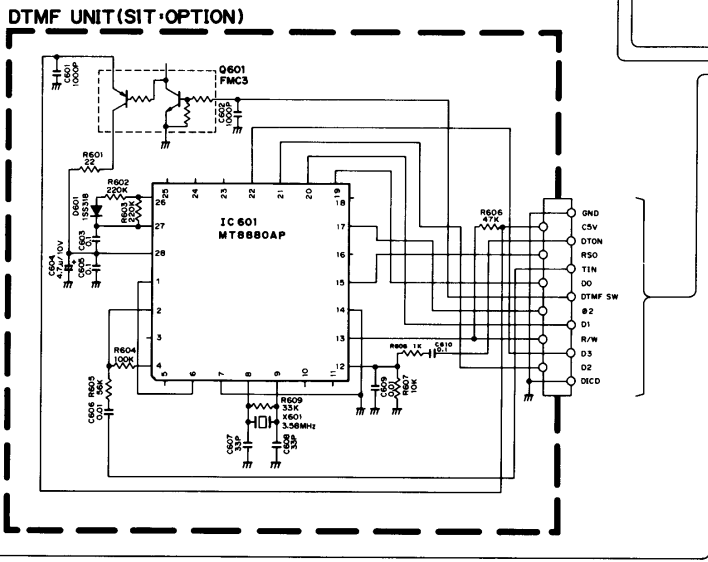 DTMF UNIT(SIT:OPTION)
C601
1000P
Q601
FMC3
C602
1000P
R601
22
R602
220K
D601
1SS318
R603
220K
C603
0.1
C604
4.7µ/10V
C605
0.1
25
24
23
22
21
20
19
26
27
28
1
2
3
4
18
17
16
15
14
13
12
5
6
7
8
9
10
11
IC601
MT8880AP
R604
100K
R605
56K
C606
0.01
R609
33K
X601
3.58MHz
C607
33P
C608
33P
R606
47K
R606 1K
C610
0.1
C609
0.01
R607
10K
GND
C5V
DTON
RSO
TIN
D0
DTMF SW
Ø2
D1
R/W
D3
D2
DICD